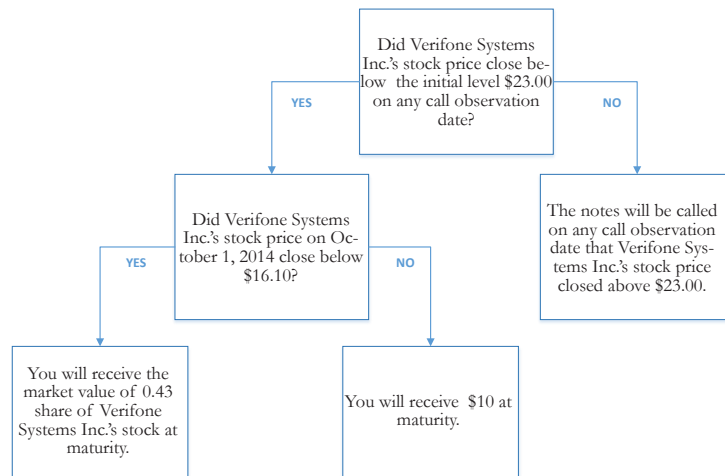 Did Verifone Systems
Inc.'s stock price close be-
low the initial level $23.00
on any call observation
date?
YES
NO
Did Verifone Systems
Inc.'s stock price on Oc-
tober 1, 2014 close below
$16.10?
The notes will be called
on any call observation
date that Verifone Sys-
tems Inc.'s stock price
closed above $23.00.
YES
NO
You will receive the
market value of 0.43
share of Verifone
Systems Inc.'s stock at
maturity.
You will receive $10 at
maturity.